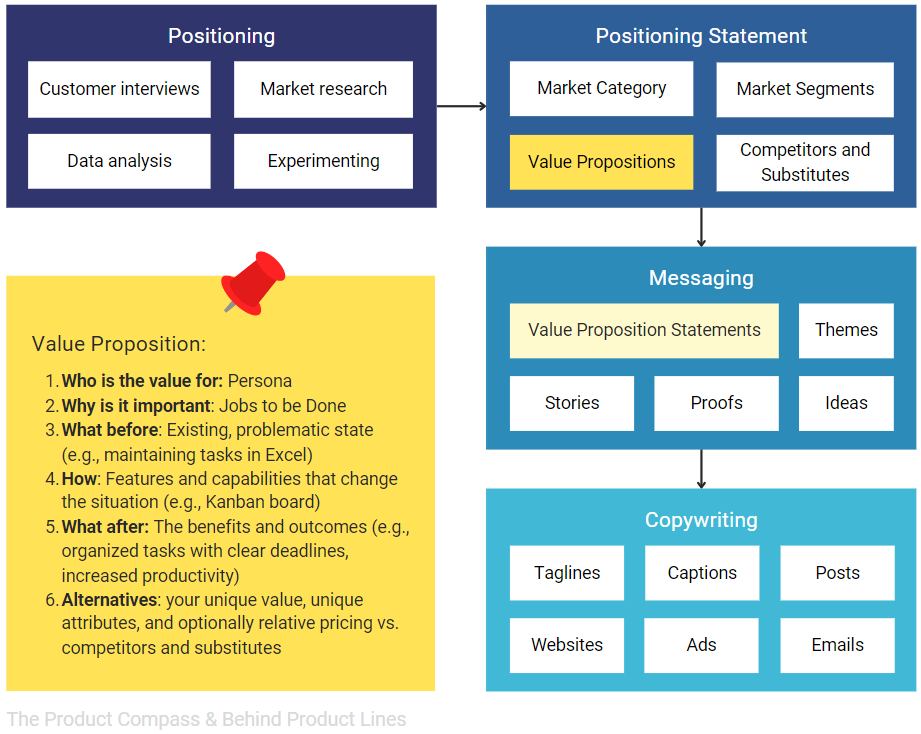 Positioning
Customer interviews
Market research
Data analysis
Experimenting
Positioning Statement
Market Category
Market Segments
Value Propositions
Competitors and
Substitutes
Messaging
Value Proposition Statements
Themes
Stories
Proofs
Ideas
Copywriting
Taglines
Captions
Posts
Websites
Ads
Emails
Value Proposition:
1. Who is the value for: Persona
2. Why is it important: Jobs to be Done
3. What before: Existing, problematic state
(e.g., maintaining tasks in Excel)
4. How: Features and capabilities that change
the situation (e.g., Kanban board)
5. What after: The benefits and outcomes (e.g.,
organized tasks with clear deadlines,
increased productivity)
6. Alternatives: your unique value, unique
attributes, and optionally relative pricing vs.
competitors and substitutes
The Product Compass & Behind Product Lines